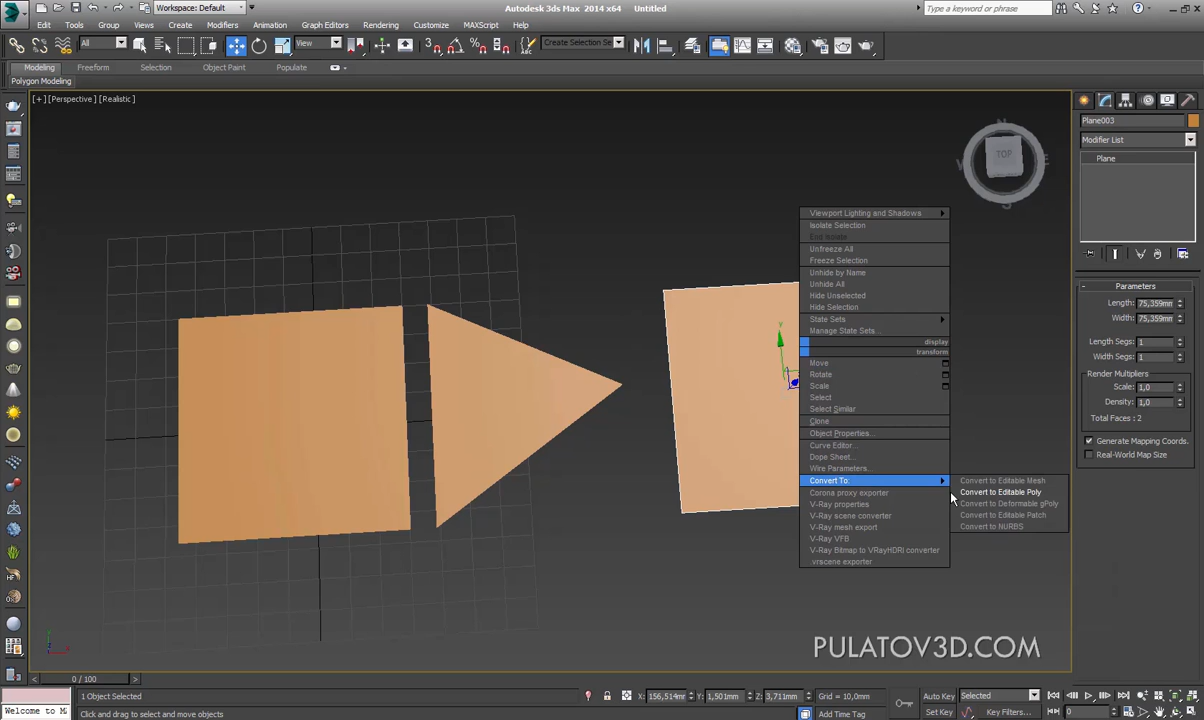 Workspace: Default
Autodesk 3ds Max 2014 x64 Untitled
Type a keyword or phrase
Edit Tools Group Views Create Modifiers Animation Graph Editors Rendering Customize MAXScript Help
All
View
Create Selection Se
Modeling Freeform Selection Object Paint Populate
Polygon Modeling
[+] [Perspective] [Realistic]
TOP
Plane003
Modifier List
Plane
Parameters
Length: 75,359mm
Width: 75,359mm
Length Segs: 1
Width Segs: 1
Render Multipliers
Scale: 1,0
Density: 1,0
Total Faces : 2
Generate Mapping Coords.
Real-World Map Size
Viewport Lighting and Shadows
Isolate Selection
End Isolate
Unfreeze All
Freeze Selection
Unhide by Name
Unhide All
Hide Unselected
Hide Selection
State Sets
Manage State Sets...
display
transform
Move
Rotate
Scale
Select
Select Similar
Clone
Object Properties...
Curve Editor...
Dope Sheet...
Wire Parameters...
Convert To:
Corona proxy exporter
V-Ray properties
V-Ray scene converter
V-Ray mesh export
V-Ray VFB
V-Ray Bitmap to VRayHDRI converter
vrscene exporter
Convert to Editable Mesh
Convert to Editable Poly
Convert to Deformable gPoly
Convert to Editable Patch
Convert to NURBS
y
PULATOV3D.COM
0 / 100
1 Object Selected
X: 156,514mm Y: 1,501mm Z: 3,711mm Grid = 10,0mm
Auto Key Selected
Welcome to M
Click and drag to select and move objects
Add Time Tag
Set Key Key Filters...
0